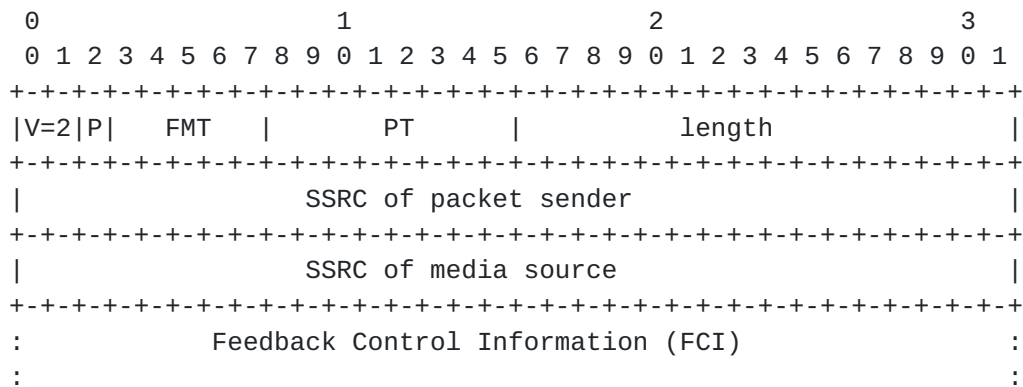 0                   1                   2                   3
 0 1 2 3 4 5 6 7 8 9 0 1 2 3 4 5 6 7 8 9 0 1 2 3 4 5 6 7 8 9 0 1
+-+-+-+-+-+-+-+-+-+-+-+-+-+-+-+-+-+-+-+-+-+-+-+-+-+-+-+-+-+-+-+-+
|V=2|P|   FMT   |       PT      |          length               |
+-+-+-+-+-+-+-+-+-+-+-+-+-+-+-+-+-+-+-+-+-+-+-+-+-+-+-+-+-+-+-+-+
|                  SSRC of packet sender                        |
+-+-+-+-+-+-+-+-+-+-+-+-+-+-+-+-+-+-+-+-+-+-+-+-+-+-+-+-+-+-+-+-+
|                  SSRC of media source                         |
+-+-+-+-+-+-+-+-+-+-+-+-+-+-+-+-+-+-+-+-+-+-+-+-+-+-+-+-+-+-+-+-+
:            Feedback Control Information (FCI)                 :
:                                                               :